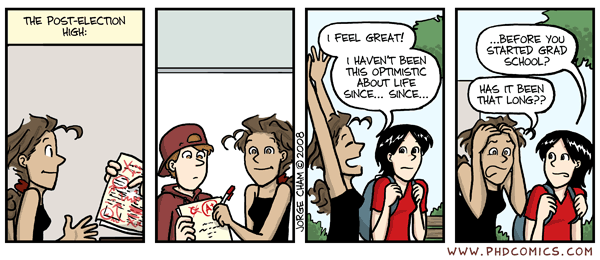 THE POST-ELECTION
HIGH:
A+
JORGE CHAM © 2008
I FEEL GREAT!
I HAVEN'T BEEN
THIS OPTIMISTIC
ABOUT LIFE
SINCE... SINCE...
...BEFORE YOU
STARTED GRAD
SCHOOL?
HAS IT BEEN
THAT LONG??
WWW.PHDCOMICS.COM